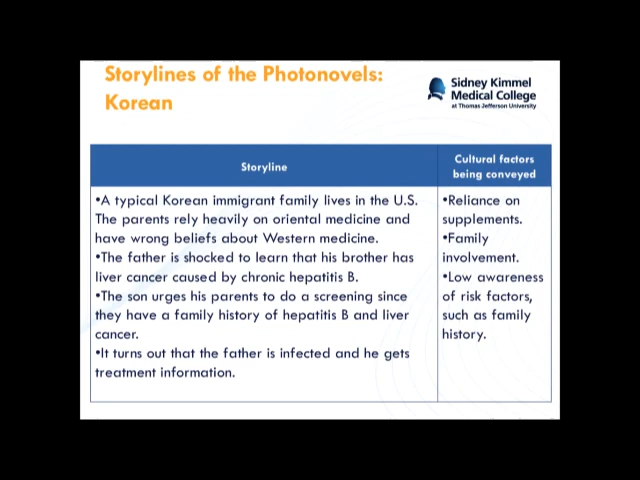 Storylines of the Photonovels:
Korean
Sidney Kimmel
Medical College
at Thomas Jefferson University
Storyline
Cultural factors
being conveyed
•A typical Korean immigrant family lives in the U.S.
The parents rely heavily on oriental medicine and
have wrong beliefs about Western medicine.
•The father is shocked to learn that his brother has
liver cancer caused by chronic hepatitis B.
•The son urges his parents to do a screening since
they have a family history of hepatitis B and liver
cancer.
•It turns out that the father is infected and he gets
treatment information.
•Reliance on
supplements.
•Family
involvement.
•Low awareness
of risk factors,
such as family
history.